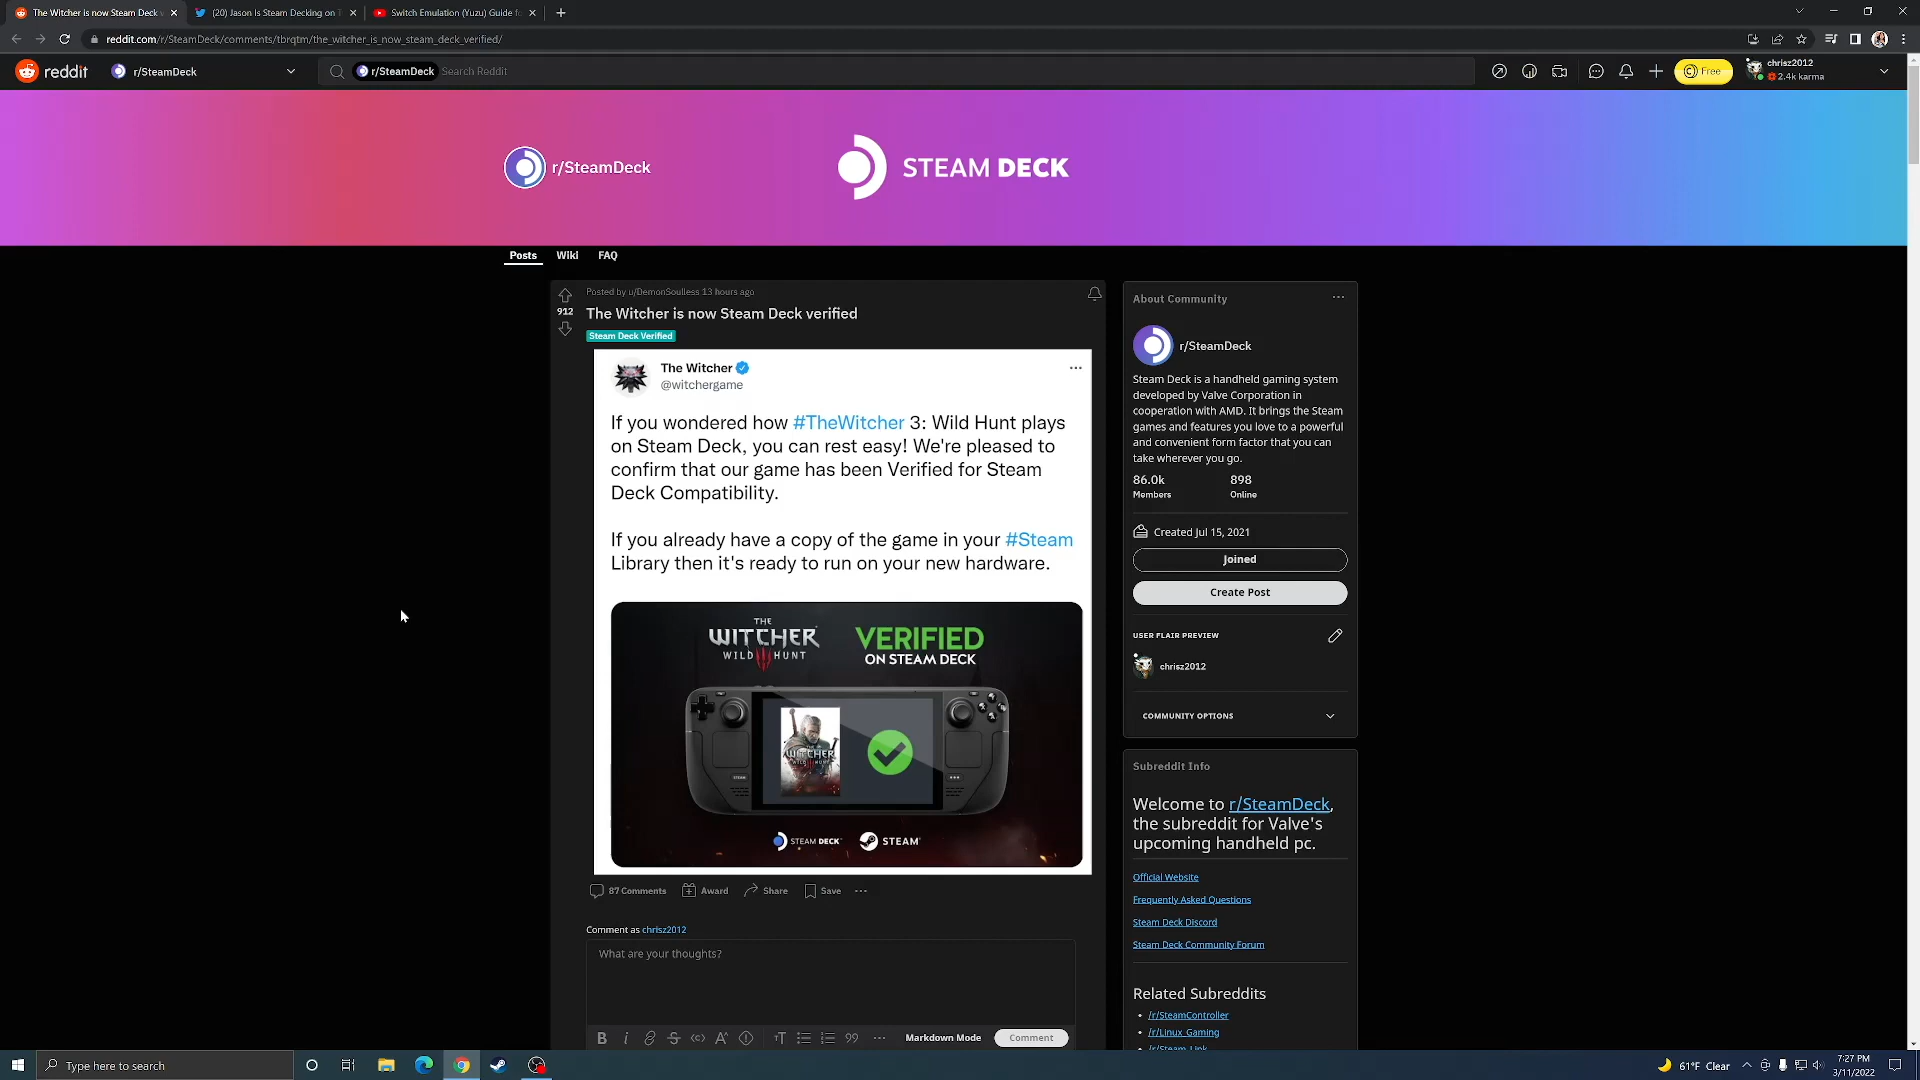 The Witcher is now Steam Deck v
(20) Jason Is Steam Decking on T
Switch Emulation (Yuzu) Guide fo
reddit.com/r/SteamDeck/comments/tbrqtm/the_witcher_is_now_steam_deck_verified/
reddit
r/SteamDeck
r/SteamDeck
Search Reddit
Free
chrisz2012
2.4k karma
r/SteamDeck
STEAM DECK
Posts
Wiki
FAQ
Posted by u/DemonSoulless 13 hours ago
912
The Witcher is now Steam Deck verified
Steam Deck Verified
The Witcher
@witchergame
If you wondered how #TheWitcher 3: Wild Hunt plays
on Steam Deck, you can rest easy! We're pleased to
confirm that our game has been Verified for Steam
Deck Compatibility.
If you already have a copy of the game in your #Steam
Library then it's ready to run on your new hardware.
THE
WITCHER
WILD HUNT
VERIFIED
ON STEAM DECK
STEAM
THE
WITCHER
WILD HUNT
STEAM DECK
STEAM
87 Comments
Award
Share
Save
Comment as chrisz2012
What are your thoughts?
Markdown Mode
Comment
About Community
r/SteamDeck
Steam Deck is a handheld gaming system
developed by Valve Corporation in
cooperation with AMD. It brings the Steam
games and features you love to a powerful
and convenient form factor that you can
take wherever you go.
86.0k
Members
898
Online
Created Jul 15, 2021
Joined
Create Post
USER FLAIR PREVIEW
chrisz2012
COMMUNITY OPTIONS
Subreddit Info
Welcome to r/SteamDeck,
the subreddit for Valve's
upcoming handheld pc.
Official Website
Frequently Asked Questions
Steam Deck Discord
Steam Deck Community Forum
Related Subreddits
/r/SteamController
/r/Linux_Gaming
/r/Steam_Link
Type here to search
61°F Clear
7:27 PM
3/11/2022